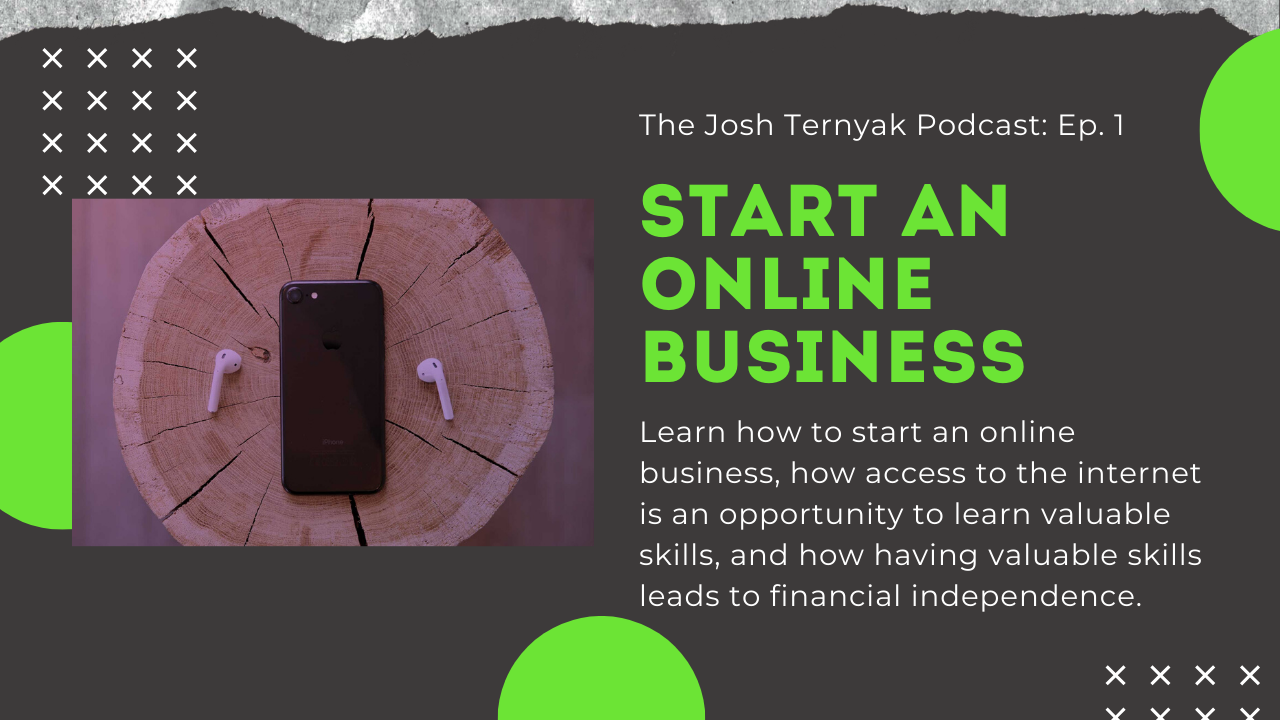 The Josh Ternyak Podcast: Ep. 1
START AN
ONLINE
BUSINESS
Learn how to start an online
business, how access to the internet
is an opportunity to learn valuable
skills, and how having valuable skills
leads to financial independence.
iPhone